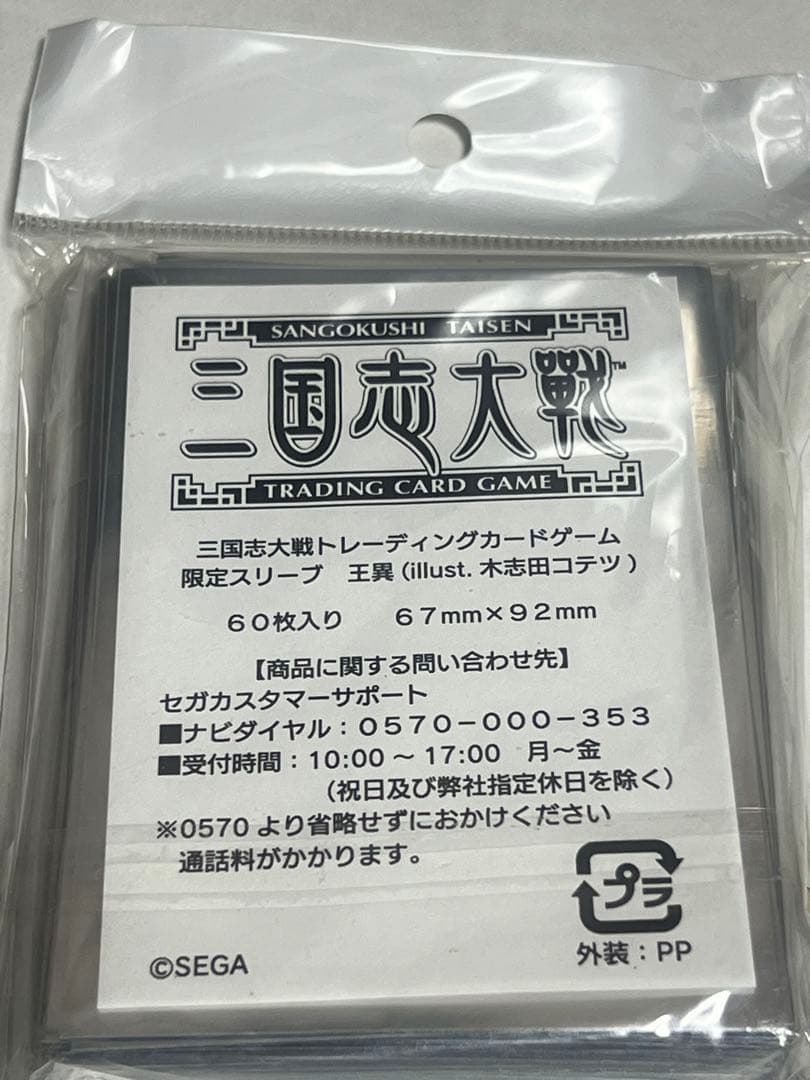 SANGOKUSHI TAISEN
三国志大戦™
TRADING CARD GAME
三国志大戦トレーディングカードゲーム
限定スリーブ 王異(illust.木志田コテツ)
60枚入り 67mm×92mm
【商品に関する問い合わせ先】
セガカスタマーサポート
■ナビダイヤル:0570-000-353
■受付時間:10:00～17:00 月～金
(祝日及び弊社指定休日を除く)
※0570より省略せずにおかけください
通話料がかかります。
プラ
外装:PP
©SEGA